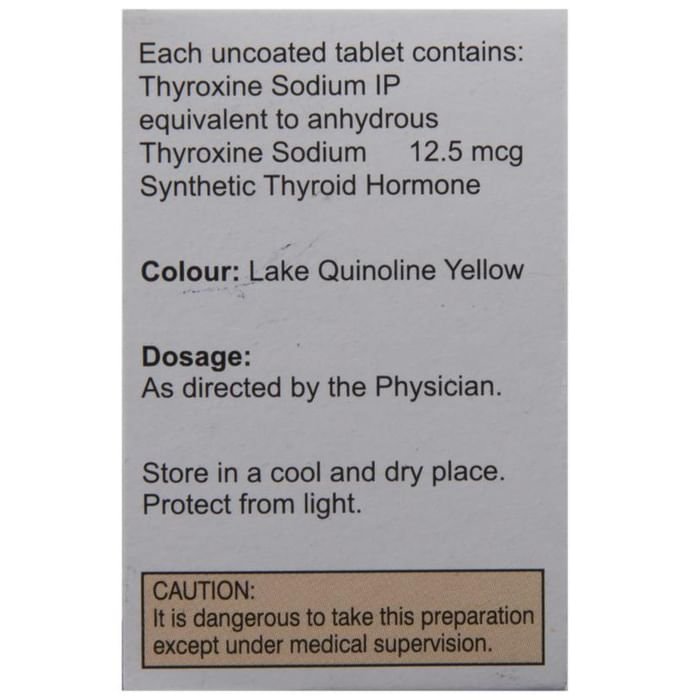 Each uncoated tablet contains:
Thyroxine Sodium IP
equivalent to anhydrous
Thyroxine Sodium 12.5 mcg
Synthetic Thyroid Hormone
Colour: Lake Quinoline Yellow
Dosage:
As directed by the Physician.
Store in a cool and dry place.
Protect from light.
CAUTION:
It is dangerous to take this preparation
except under medical supervision.